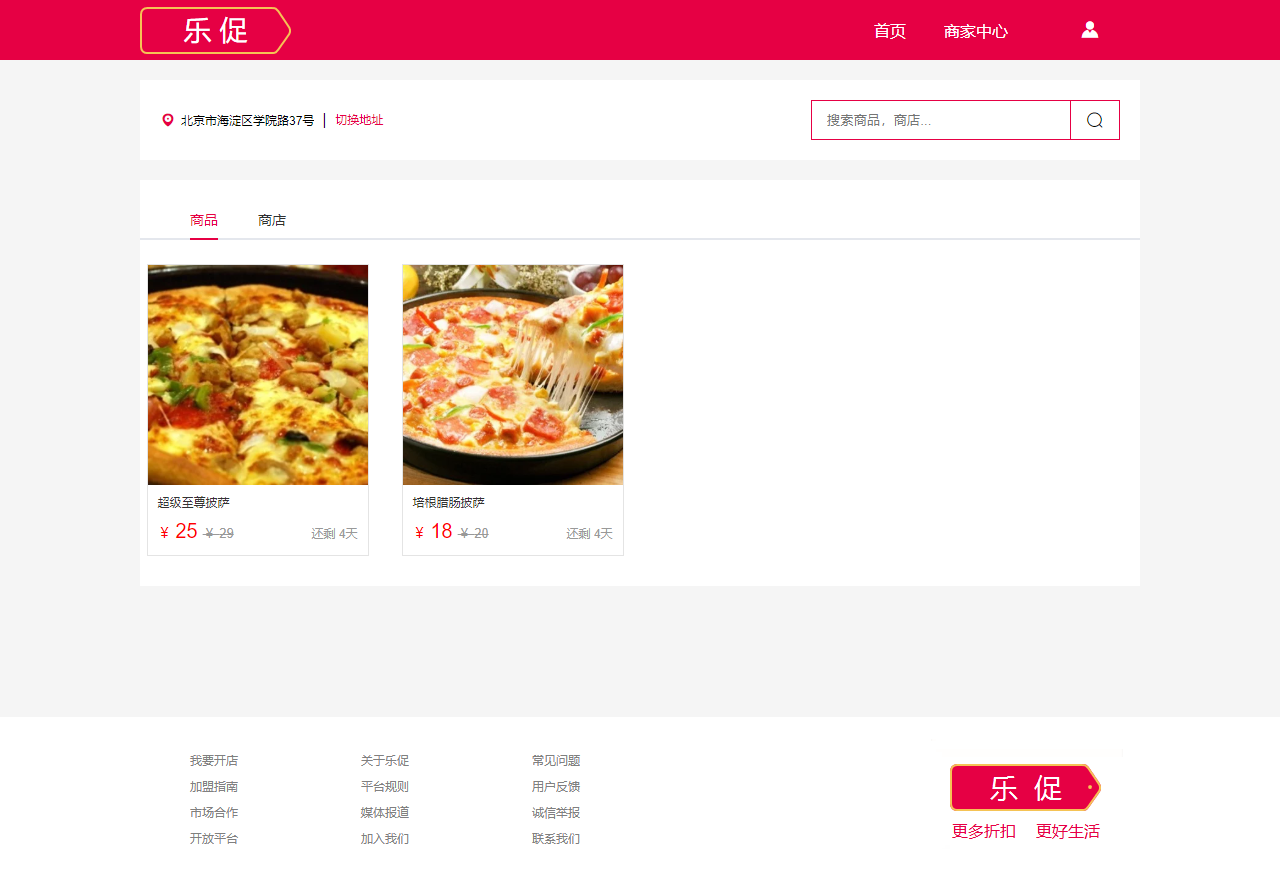 乐 促
首页 商家中心
北京市海淀区学院路37号 | 切换地址
搜索商品，商店...
商品 商店
超级至尊披萨
¥ 25 ¥ 29 还剩 4天
培根腊肠披萨
¥ 18 ¥ 20 还剩 4天
我要开店 关于乐促 常见问题
加盟指南 平台规则 用户反馈
市场合作 媒体报道 诚信举报
开放平台 加入我们 联系我们
乐 促
更多折扣 更好生活